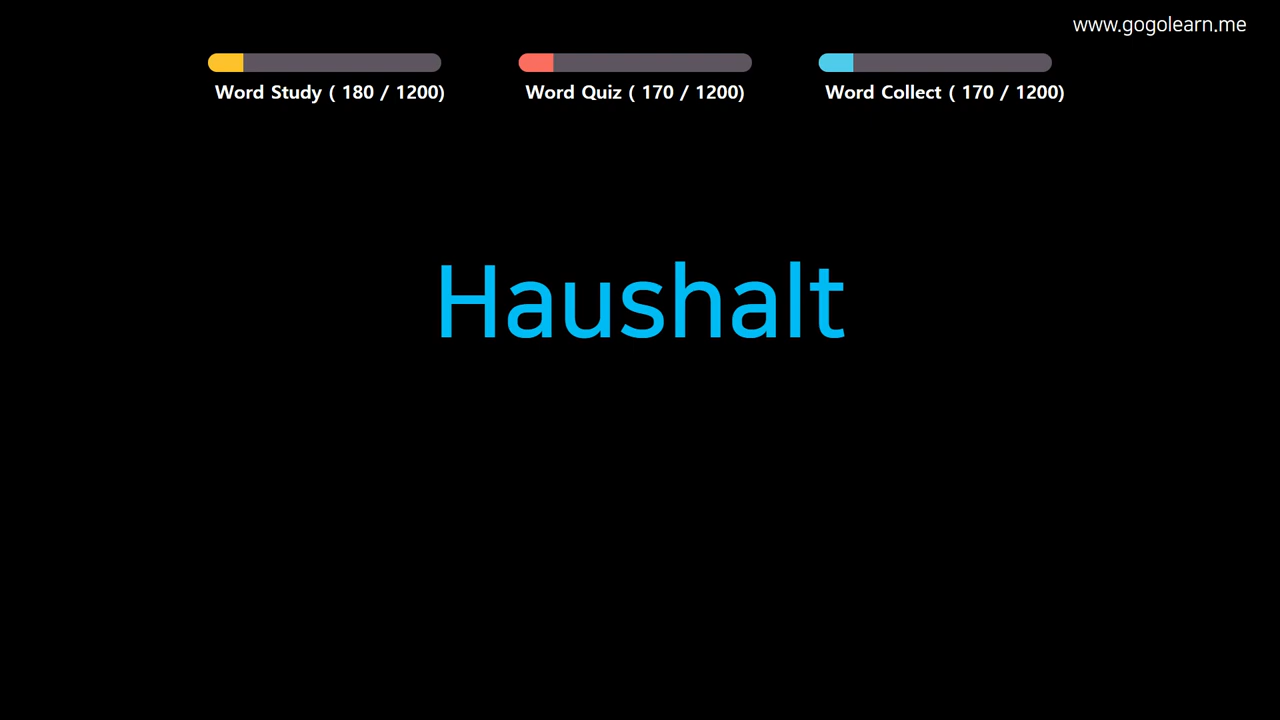 www.gogolearn.me
Word Study ( 180 / 1200)
Word Quiz ( 170 / 1200)
Word Collect ( 170 / 1200)
Haushalt